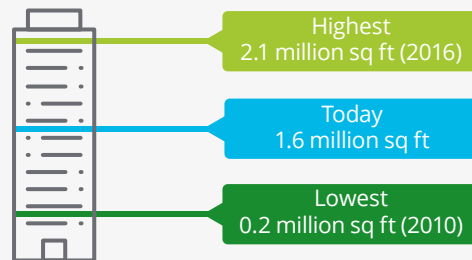 Highest
2.1 million sq ft (2016)
Today
1.6 million sq ft
Lowest
0.2 million sq ft (2010)